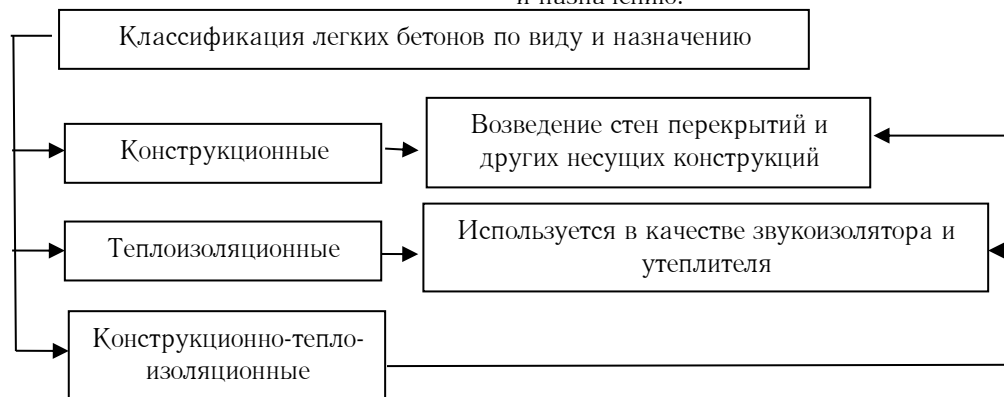 и назначению.
Классификация легких бетонов по виду и назначению
Конструкционные
Возведение стен перекрытий и
других несущих конструкций
Теплоизоляционные
Используется в качестве звукоизолятора и
утеплителя
Конструкционно-тепло-
изоляционные